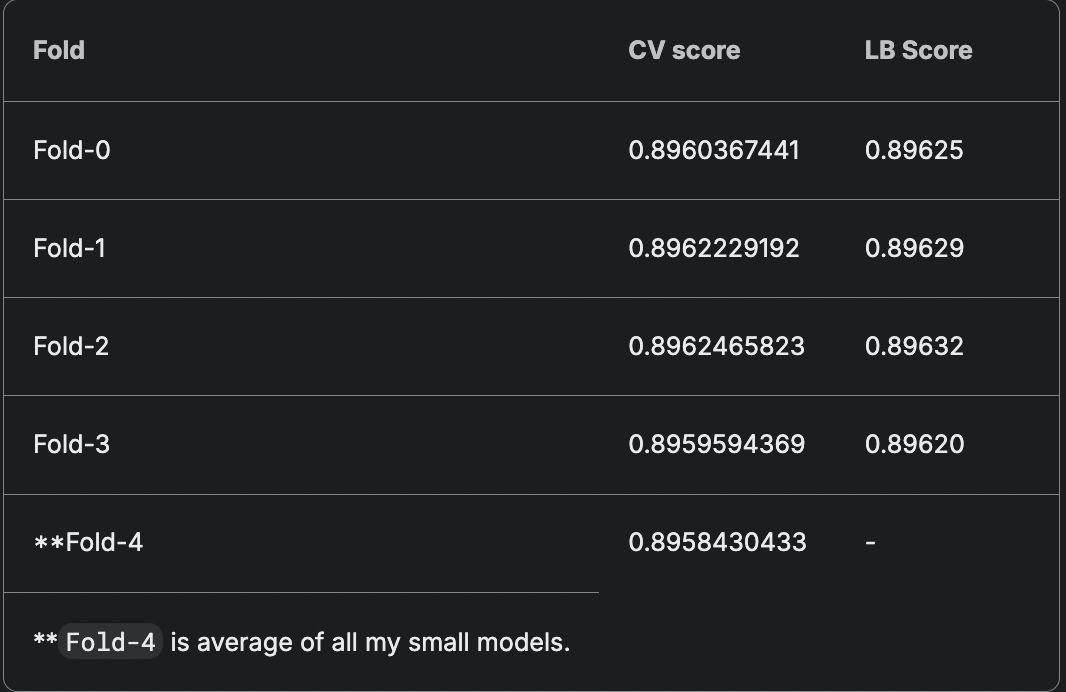 Fold CV score LB Score
Fold-0 0.8960367441 0.89625
Fold-1 0.8962229192 0.89629
Fold-2 0.8962465823 0.89632
Fold-3 0.8959594369 0.89620
**Fold-4 0.8958430433 -
**Fold-4 is average of all my small models.